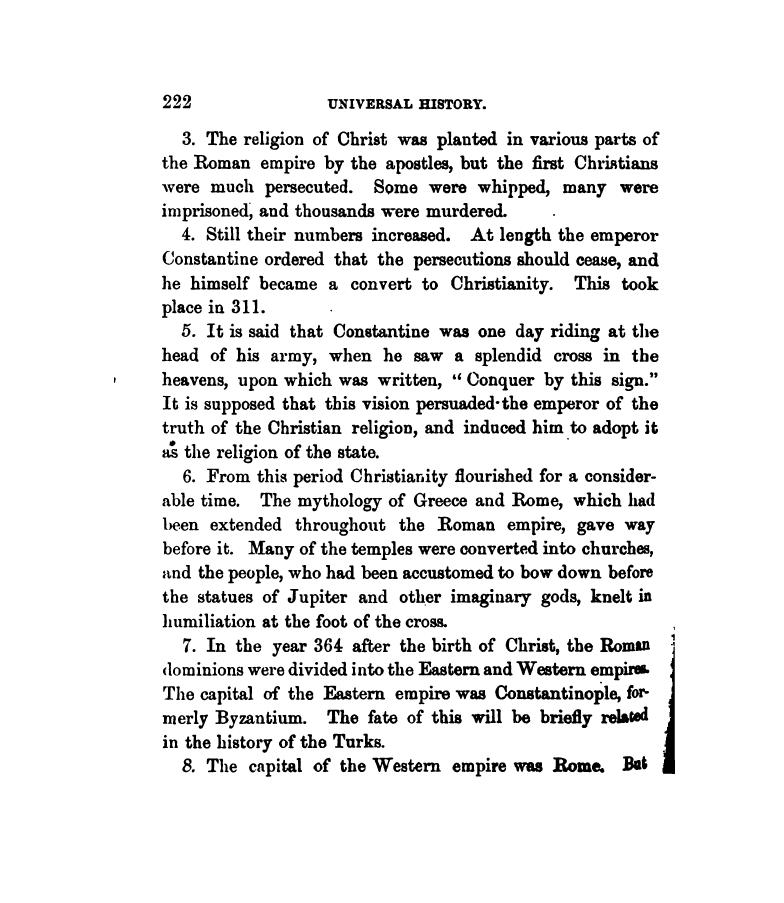 222 UNIVERSAL HISTORY.
3. The religion of Christ was planted in various parts of
the Roman empire by the apostles, but the first Christians
were much persecuted. Some were whipped, many were
imprisoned, and thousands were murdered.
4. Still their numbers increased. At length the emperor
Constantine ordered that the persecutions should cease, and
he himself became a convert to Christianity. This took
place in 311.
5. It is said that Constantine was one day riding at the
head of his army, when he saw a splendid cross in the
heavens, upon which was written, “Conquer by this sign.”
It is supposed that this vision persuaded the emperor of the
truth of the Christian religion, and induced him to adopt it
as the religion of the state.
6. From this period Christianity flourished for a consider-
able time. The mythology of Greece and Rome, which had
been extended throughout the Roman empire, gave way
before it. Many of the temples were converted into churches,
and the people, who had been accustomed to bow down before
the statues of Jupiter and other imaginary gods, knelt in
humiliation at the foot of the cross.
7. In the year 364 after the birth of Christ, the Roman
dominions were divided into the Eastern and Western empires.
The capital of the Eastern empire was Constantinople, for-
merly Byzantium. The fate of this will be briefly related
in the history of the Turks.
8. The capital of the Western empire was Rome. But